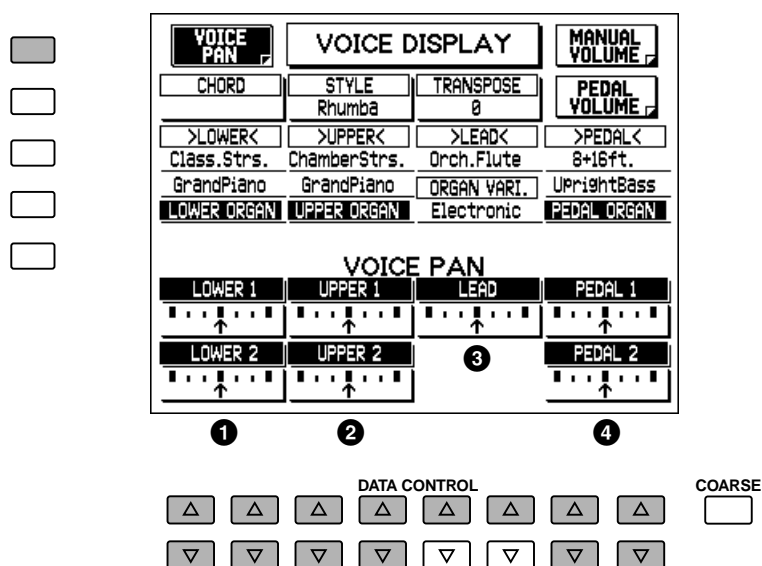 VOICE PAN
VOICE DISPLAY
MANUAL VOLUME
CHORD
STYLE
Rhumba
TRANSPOSE
0
PEDAL VOLUME
>LOWER< >UPPER< >LEAD< >PEDAL<
Class.Strs. ChamberStrs. Orch.Flute 8+16ft.
GrandPiano GrandPiano ORGAN VARI. UprightBass
LOWER ORGAN UPPER ORGAN Electronic PEDAL ORGAN
VOICE PAN
LOWER 1 UPPER 1 LEAD PEDAL 1
LOWER 2 UPPER 2 3 PEDAL 2
1 2 4
DATA CONTROL COARSE